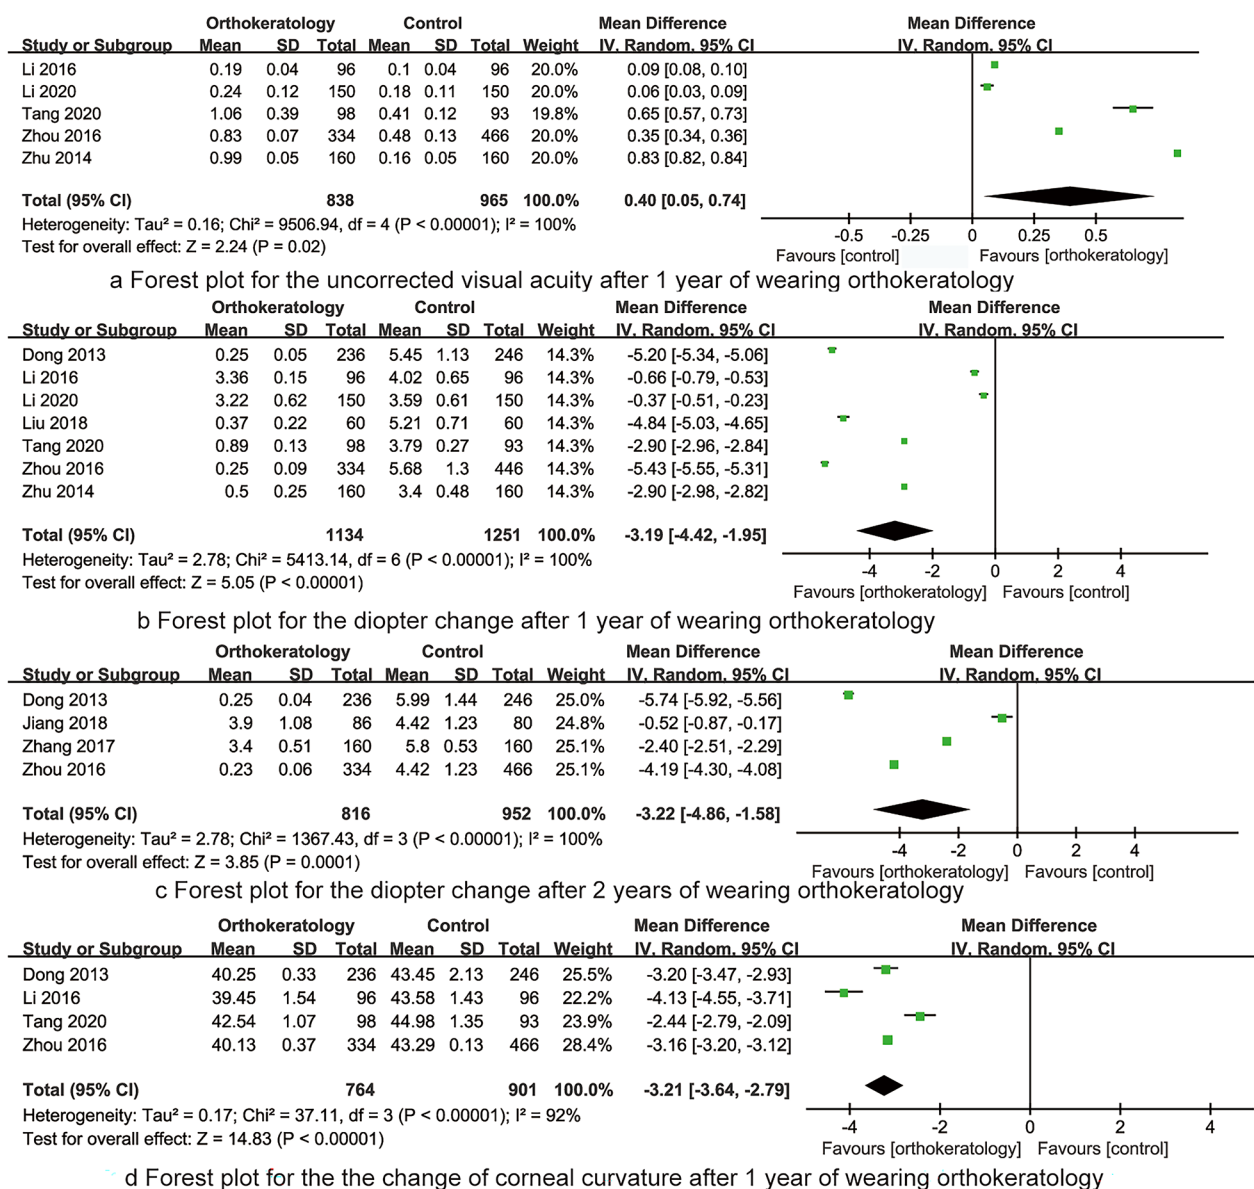 Orthokeratology Control Mean Difference Mean Difference
Study or Subgroup Mean SD Total Mean SD Total Weight IV. Random. 95% CI IV. Random. 95% CI
Li 2016 0.19 0.04 96 0.1 0.04 96 20.0% 0.09 [0.08, 0.10]
Li 2020 0.24 0.12 150 0.18 0.11 150 20.0% 0.06 [0.03, 0.09]
Tang 2020 1.06 0.39 98 0.41 0.12 93 19.8% 0.65 [0.57, 0.73]
Zhou 2016 0.83 0.07 334 0.48 0.13 466 20.0% 0.35 [0.34, 0.36]
Zhu 2014 0.99 0.05 160 0.16 0.05 160 20.0% 0.83 [0.82, 0.84]
Total (95% CI) 838 965 100.0% 0.40 [0.05, 0.74]
Heterogeneity: Tau² = 0.16; Chi² = 9506.94, df = 4 (P < 0.00001); I² = 100%
Test for overall effect: Z = 2.24 (P = 0.02)
-0.5 -0.25 0 0.25 0.5
Favours [control] Favours [orthokeratology]
a Forest plot for the uncorrected visual acuity after 1 year of wearing orthokeratology
Orthokeratology Control Mean Difference Mean Difference
Study or Subgroup Mean SD Total Mean SD Total Weight IV. Random. 95% CI IV. Random. 95% CI
Dong 2013 0.25 0.05 236 5.45 1.13 246 14.3% -5.20 [-5.34, -5.06]
Li 2016 3.36 0.15 96 4.02 0.65 96 14.3% -0.66 [-0.79, -0.53]
Li 2020 3.22 0.62 150 3.59 0.61 150 14.3% -0.37 [-0.51, -0.23]
Liu 2018 0.37 0.22 60 5.21 0.71 60 14.3% -4.84 [-5.03, -4.65]
Tang 2020 0.89 0.13 98 3.79 0.27 93 14.3% -2.90 [-2.96, -2.84]
Zhou 2016 0.25 0.09 334 5.68 1.3 446 14.3% -5.43 [-5.55, -5.31]
Zhu 2014 0.5 0.25 160 3.4 0.48 160 14.3% -2.90 [-2.98, -2.82]
Total (95% CI) 1134 1251 100.0% -3.19 [-4.42, -1.95]
Heterogeneity: Tau² = 2.78; Chi² = 5413.14, df = 6 (P < 0.00001); I² = 100%
Test for overall effect: Z = 5.05 (P < 0.00001)
-4 -2 0 2 4
Favours [orthokeratology] Favours [control]
b Forest plot for the diopter change after 1 year of wearing orthokeratology
Orthokeratology Control Mean Difference Mean Difference
Study or Subgroup Mean SD Total Mean SD Total Weight IV. Random. 95% CI IV. Random. 95% CI
Dong 2013 0.25 0.04 236 5.99 1.44 246 25.0% -5.74 [-5.92, -5.56]
Jiang 2018 3.9 1.08 86 4.42 1.23 80 24.8% -0.52 [-0.87, -0.17]
Zhang 2017 3.4 0.51 160 5.8 0.53 160 25.1% -2.40 [-2.51, -2.29]
Zhou 2016 0.23 0.06 334 4.42 1.23 466 25.1% -4.19 [-4.30, -4.08]
Total (95% CI) 816 952 100.0% -3.22 [-4.86, -1.58]
Heterogeneity: Tau² = 2.78; Chi² = 1367.43, df = 3 (P < 0.00001); I² = 100%
Test for overall effect: Z = 3.85 (P = 0.0001)
-4 -2 0 2 4
Favours [orthokeratology] Favours [control]
c Forest plot for the diopter change after 2 years of wearing orthokeratology
Orthokeratology Control Mean Difference Mean Difference
Study or Subgroup Mean SD Total Mean SD Total Weight IV. Random. 95% CI IV. Random. 95% CI
Dong 2013 40.25 0.33 236 43.45 2.13 246 25.5% -3.20 [-3.47, -2.93]
Li 2016 39.45 1.54 96 43.58 1.43 96 22.2% -4.13 [-4.55, -3.71]
Tang 2020 42.54 1.07 98 44.98 1.35 93 23.9% -2.44 [-2.79, -2.09]
Zhou 2016 40.13 0.37 334 43.29 0.13 466 28.4% -3.16 [-3.20, -3.12]
Total (95% CI) 764 901 100.0% -3.21 [-3.64, -2.79]
Heterogeneity: Tau² = 0.17; Chi² = 37.11, df = 3 (P < 0.00001); I² = 92%
Test for overall effect: Z = 14.83 (P < 0.00001)
-4 -2 0 2 4
Favours [orthokeratology] Favours [control]
d Forest plot for the the change of corneal curvature after 1 year of wearing orthokeratology